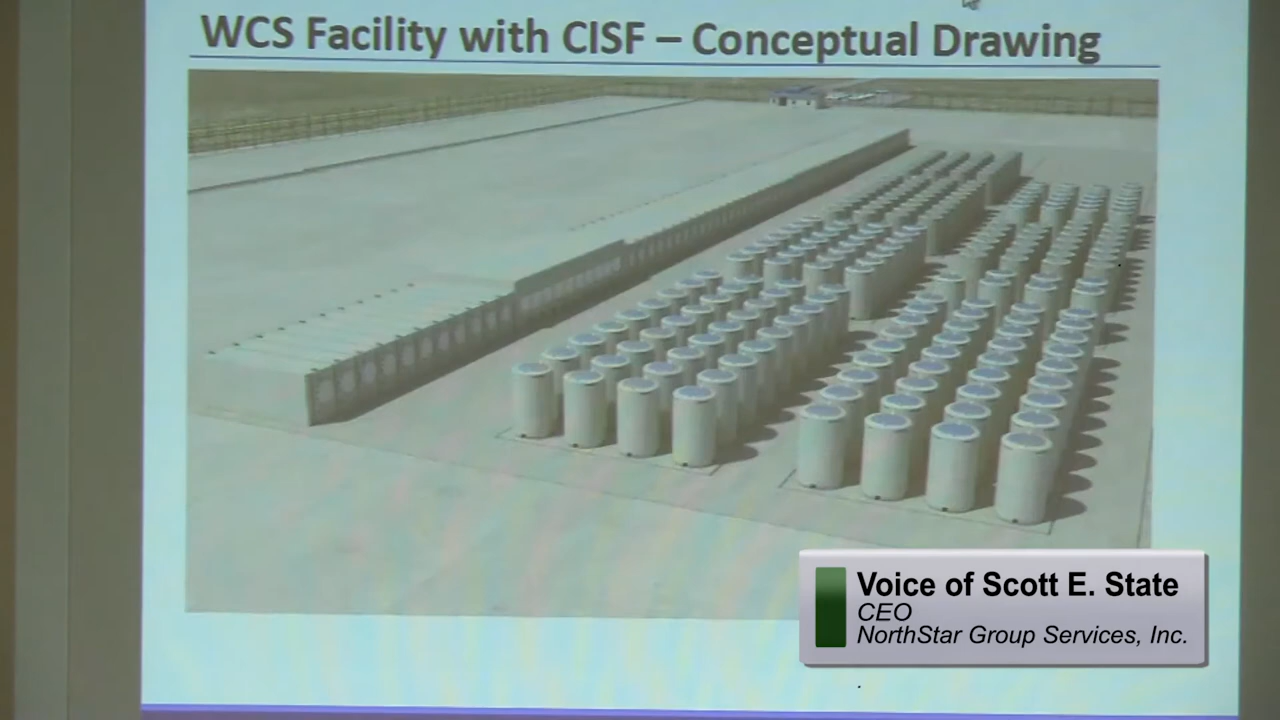 WCS Facility with CISF – Conceptual Drawing
Voice of Scott E. State
CEO
NorthStar Group Services, Inc.